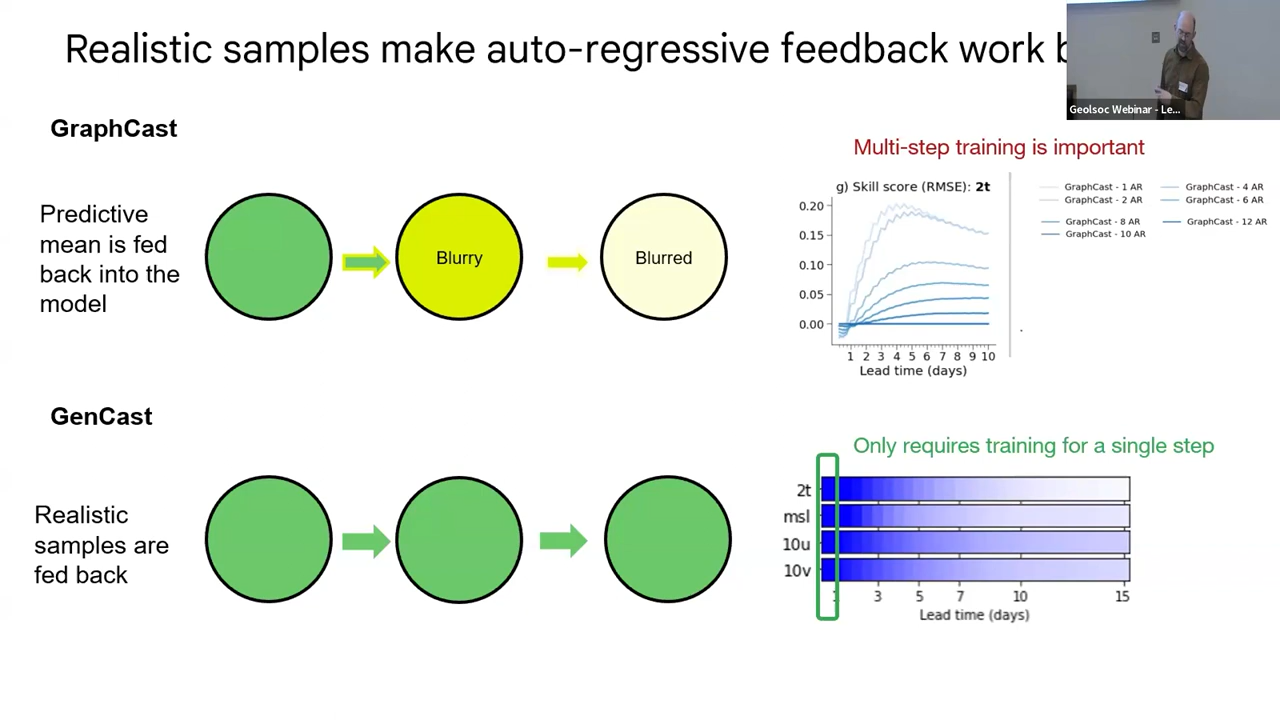 Realistic samples make auto-regressive feedback work
Geolsoc Webinar - Le...
GraphCast
Multi-step training is important
Predictive
mean is fed
back into the
model
Blurry
Blurred
g) Skill score (RMSE): 2t
0.20
0.15
0.10
0.05
0.00
1 2 3 4 5 6 7 8 9 10
Lead time (days)
GraphCast - 1 AR
GraphCast - 2 AR
GraphCast - 4 AR
GraphCast - 6 AR
GraphCast - 8 AR
GraphCast - 10 AR
GraphCast - 12 AR
GenCast
Only requires training for a single step
Realistic
samples are
fed back
2t
msl
10u
10v
1 3 5 7 10 15
Lead time (days)